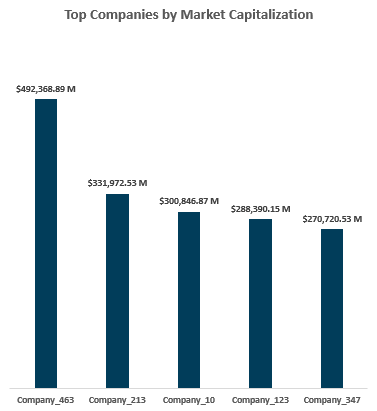 Top Companies by Market Capitalization
$492,368.89 M
$331,972.53 M
$300,846.87 M
$288,390.15 M
$270,720.53 M
Company_463 Company_213 Company_10 Company_123 Company_347